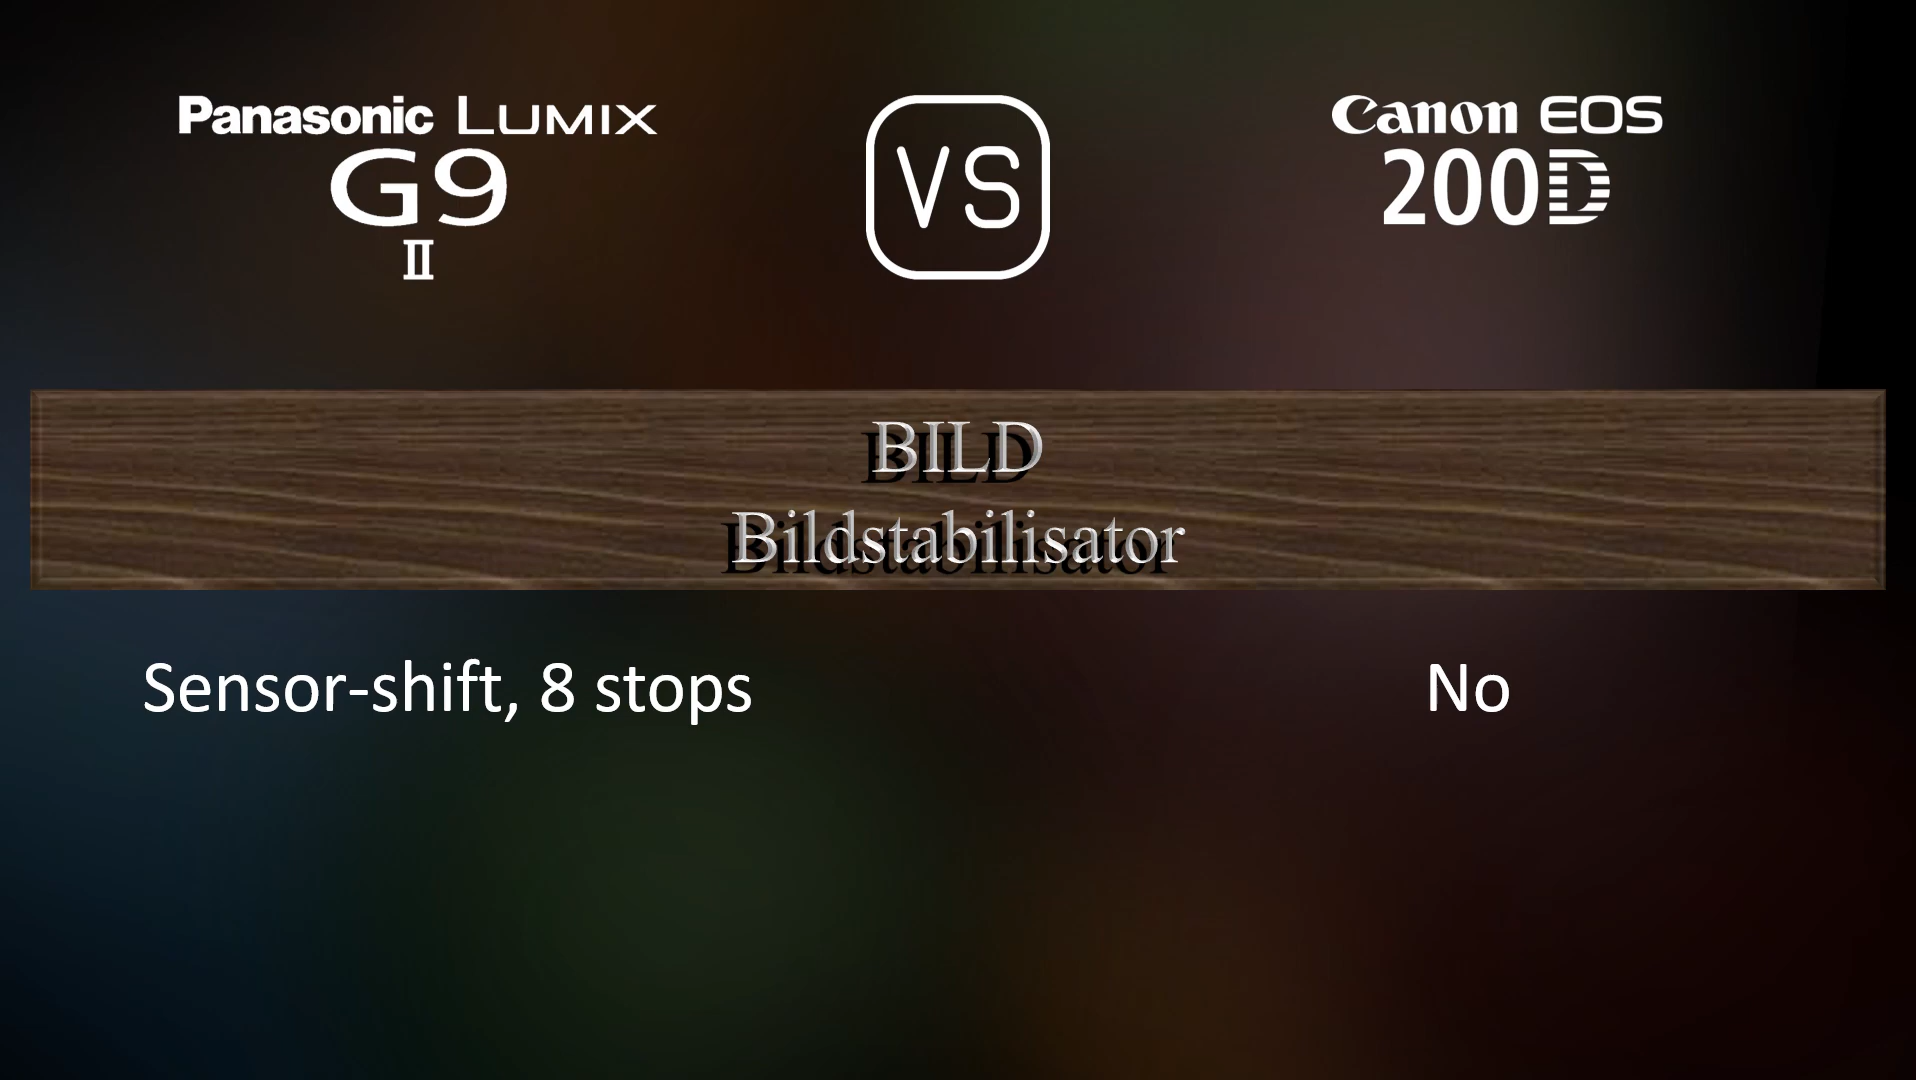 Panasonic LUMIX
G9
II
VS
Canon EOS
200D
BILD
Bildstabilisator
Sensor-shift, 8 stops
No